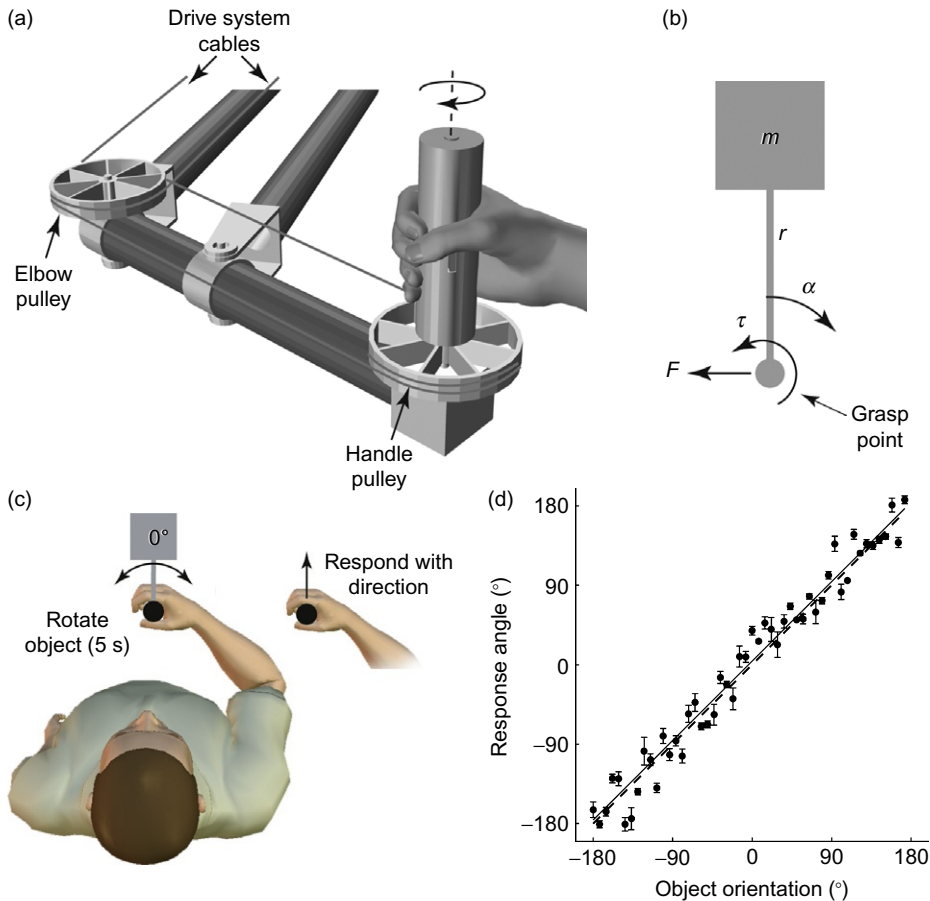 (a)
Drive system
cables
Elbow
pulley
Handle
pulley
(b)
m
r
α
τ
F
Grasp
point
(c)
0°
Respond with
direction
Rotate
object (5 s)
(d)
180
90
0
−90
−180
Response angle (°)
−180
−90
0
90
180
Object orientation (°)